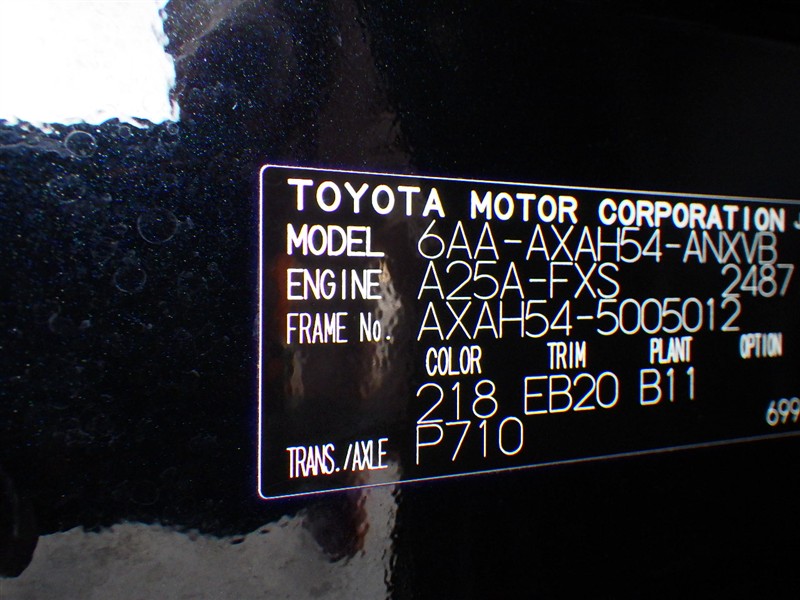 TOYOTA MOTOR CORPORATION
MODEL 6AA-AXAH54-ANXVB
ENGINE A25A-FXS 2487
FRAME No. AXAH54-5005012
COLOR TRIM PLANT OPTION
218 EB20 B11
699
TRANS./AXLE P710